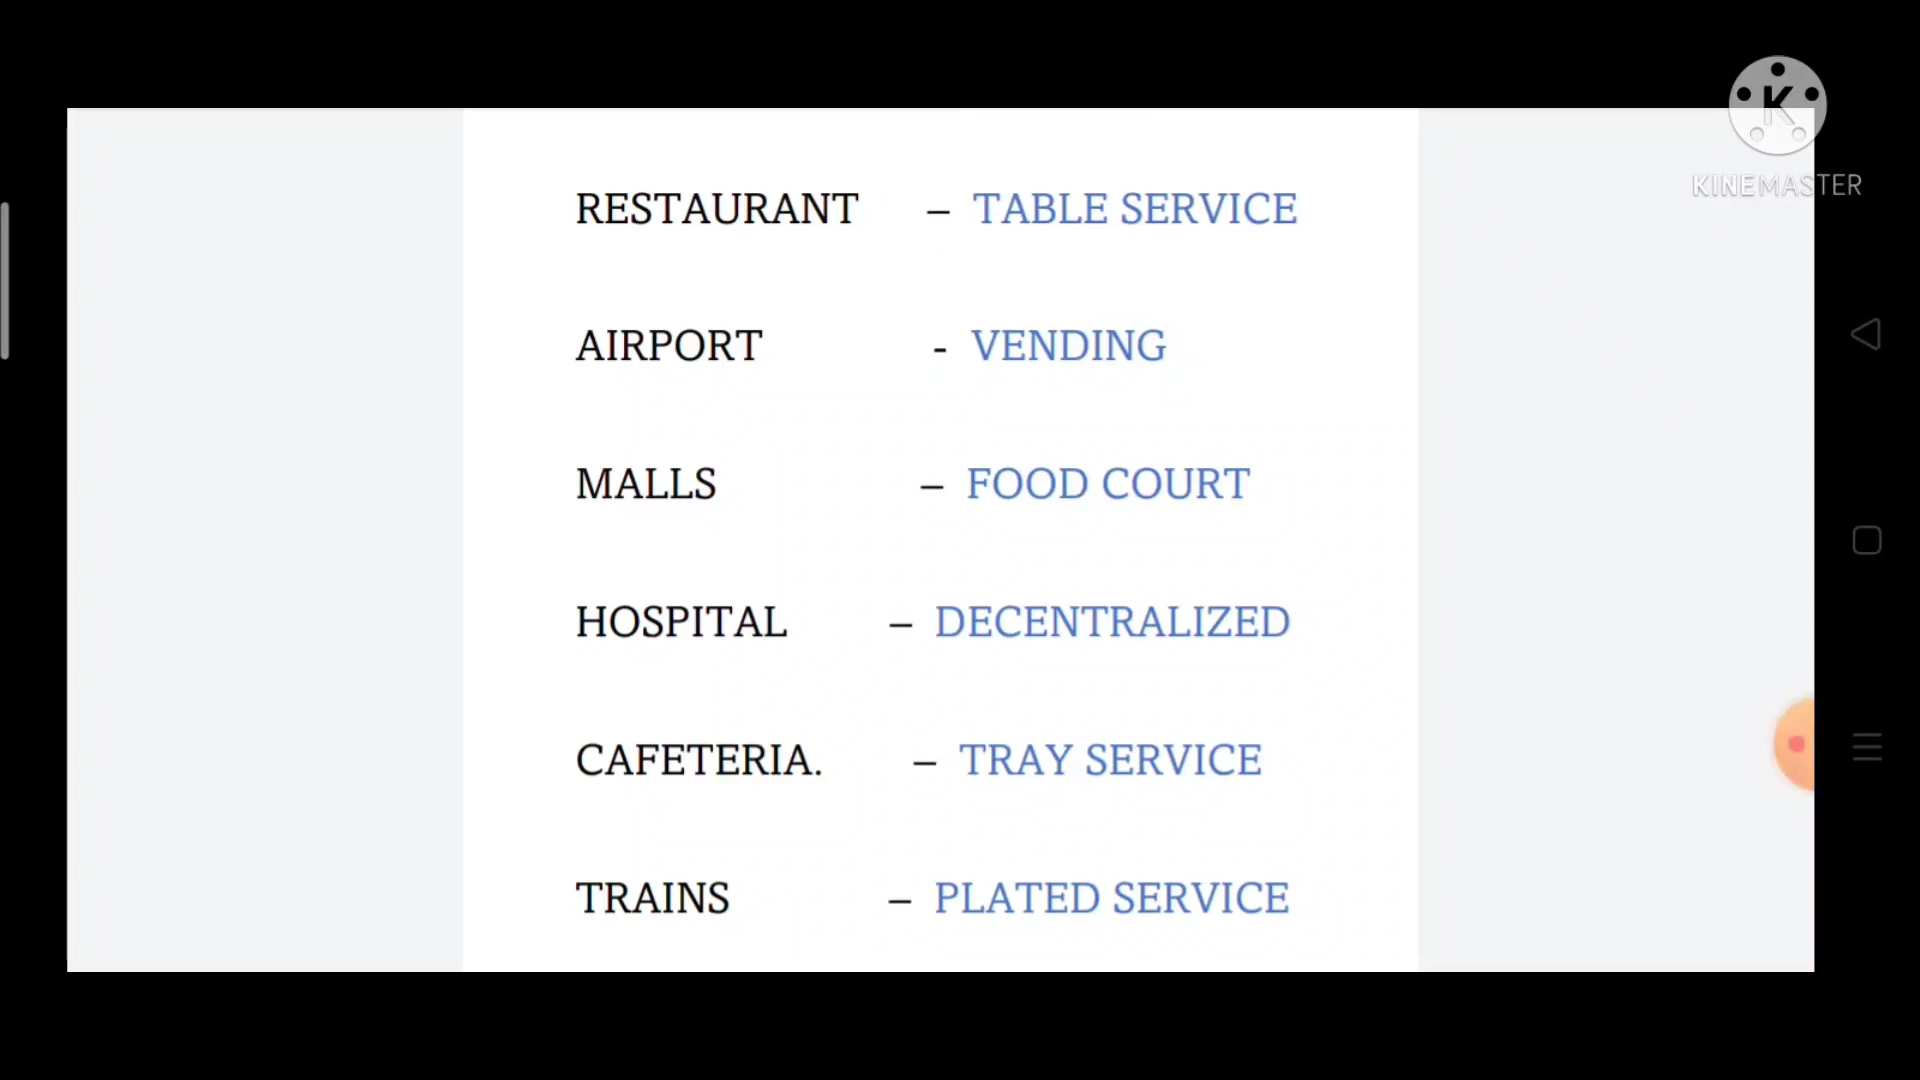 K
KINEMASTER
RESTAURANT – TABLE SERVICE
AIRPORT - VENDING
MALLS – FOOD COURT
HOSPITAL – DECENTRALIZED
CAFETERIA. – TRAY SERVICE
TRAINS – PLATED SERVICE